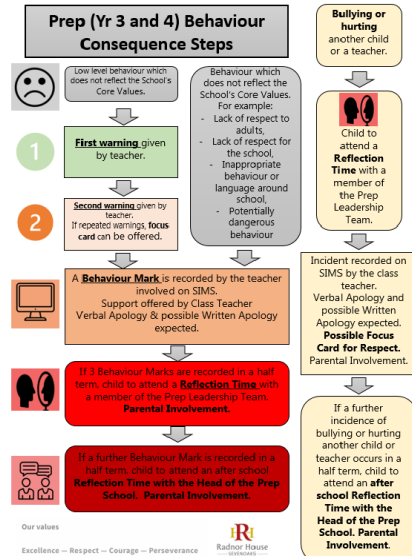 Prep (Yr 3 and 4) Behaviour
Consequence Steps
Low level behaviour which
does not reflect the School's
Core Values.
1
First warning given
by teacher.
2
Second warning given by
teacher.
If repeated warnings, focus
card can be offered.
Behaviour which
does not reflect the
School's Core Values.
For example:
- Lack of respect to
adults,
- Lack of respect for
the school,
- Inappropriate
behaviour or
language around
school,
- Potentially
dangerous
behaviour
A Behaviour Mark is recorded by the teacher
involved on SIMS.
Support offered by Class Teacher
Verbal Apology & possible Written Apology
expected.
If 3 Behaviour Marks are recorded in a half
term, child to attend a Reflection Time with
a member of the Prep Leadership Team.
Parental Involvement.
If a further Behaviour Mark is recorded in a
half term, child to attend an after school
Reflection Time with the Head of the Prep
School. Parental Involvement.
Bullying or
hurting
another child
or a teacher.
Child to
attend a
Reflection
Time with a
member of
the Prep
Leadership
Team.
Incident recorded on
SIMS by the class
teacher.
Verbal Apology and
possible Written
Apology expected.
Possible Focus
Card for Respect.
Parental Involvement.
If a further
incidence of
bullying or hurting
another child or
teacher occurs in a
half term, child to
attend an after
school Reflection
Time with the
Head of the Prep
School. Parental
Involvement.
Our values
Excellence — Respect — Courage — Perseverance
RH
Radnor House
SEVENOAKS